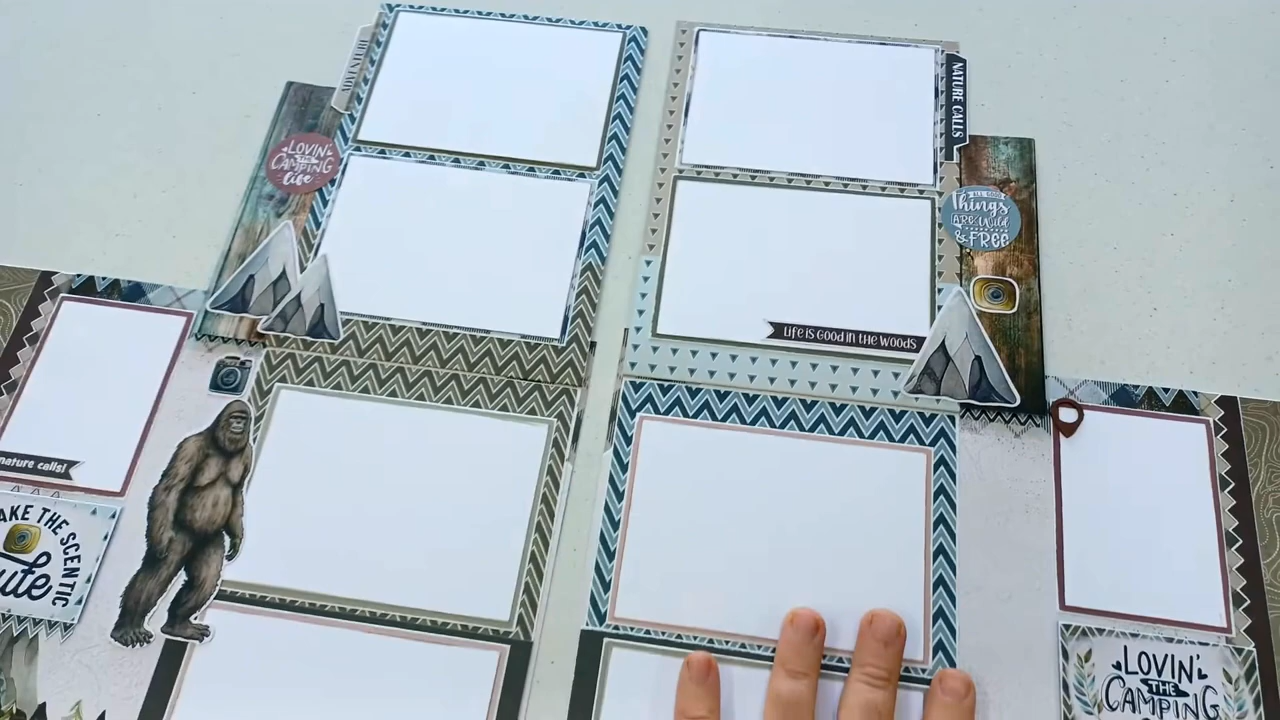 ADVENTURE
NATURE CALLS
LOVIN'
THE
CAMPING
life
ALL GOOD
Things
ARE Wild
& FREE
Life is Good in the Woods
nature calls!
AKE THE SCENTIC
ute
LOVIN'
THE
CAMPING